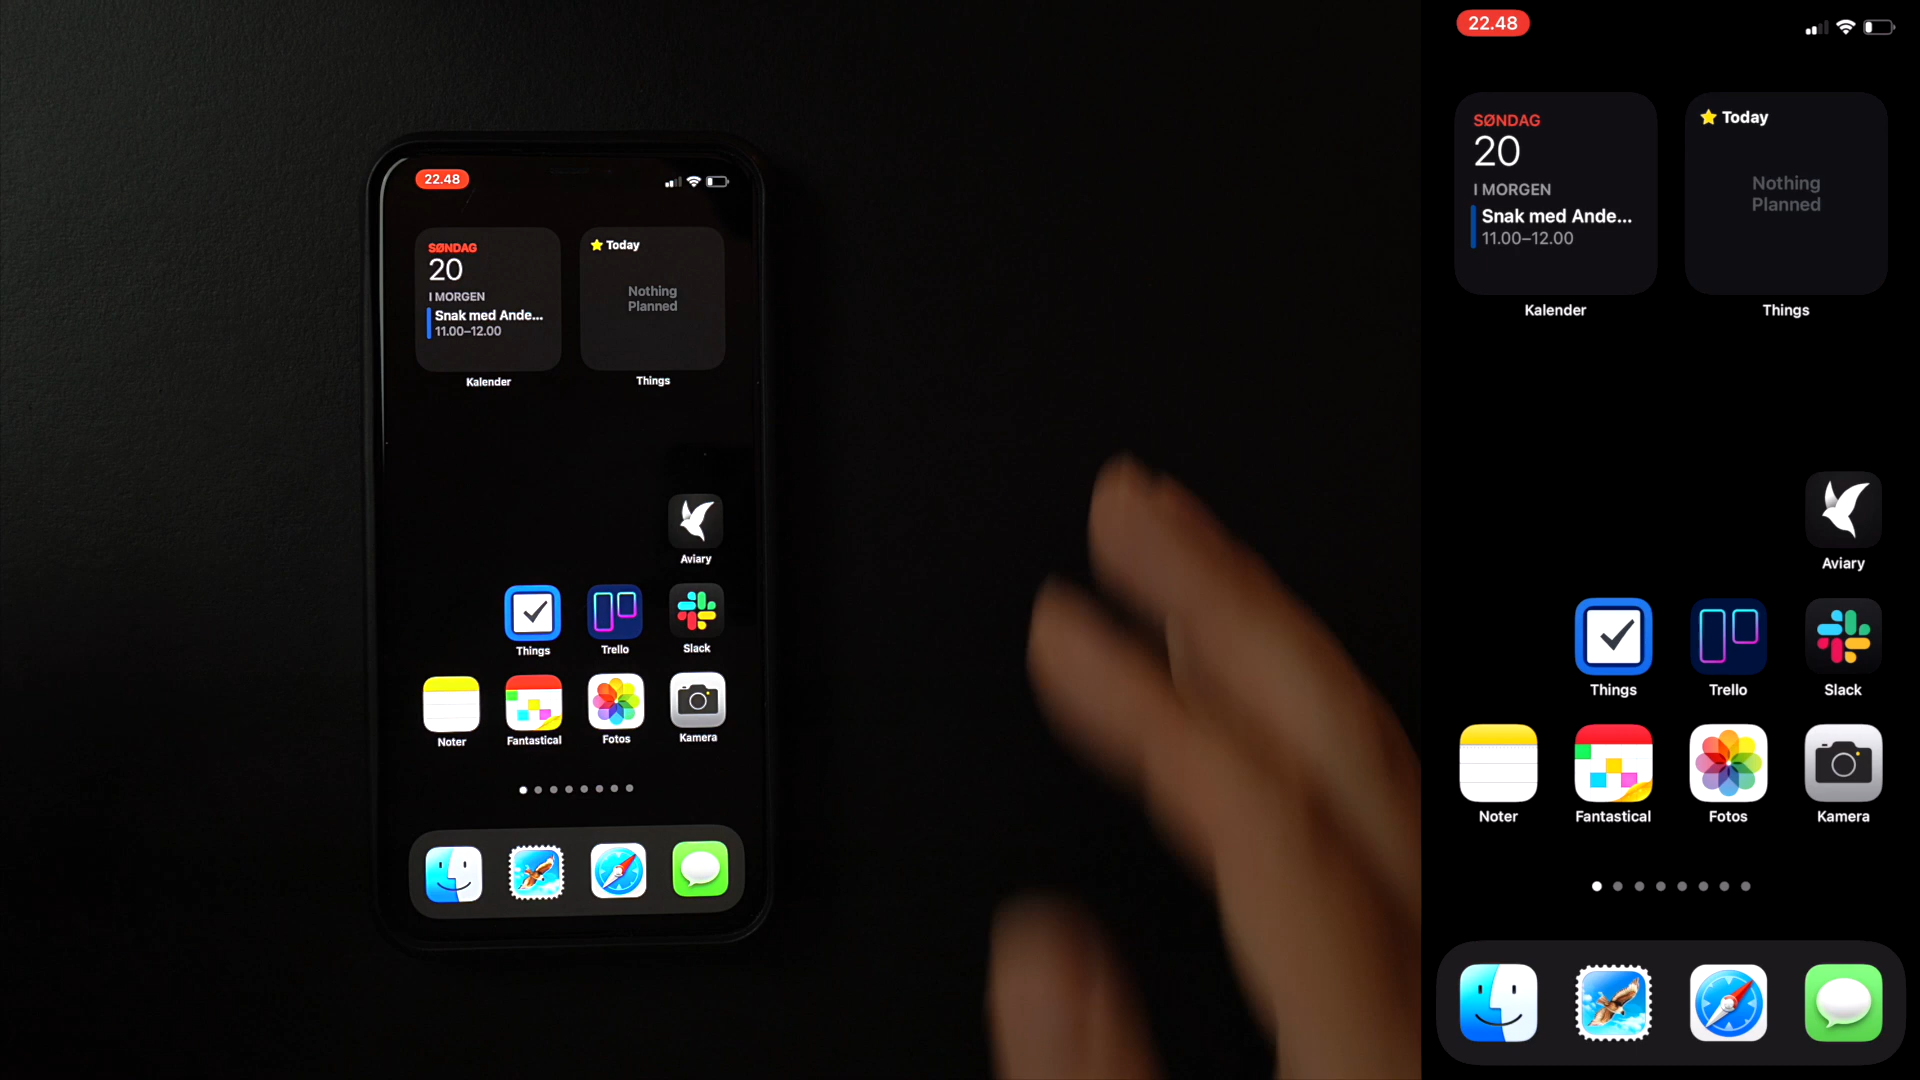 22.48
SØNDAG
20
I MORGEN
Snak med Ande...
11.00–12.00
Kalender
Today
Nothing
Planned
Things
Aviary
Things
Trello
Slack
Noter
Fantastical
Fotos
Kamera
22.48
SØNDAG
20
I MORGEN
Snak med Ande...
11.00–12.00
Kalender
Today
Nothing
Planned
Things
Aviary
Things
Trello
Slack
Noter
Fantastical
Fotos
Kamera